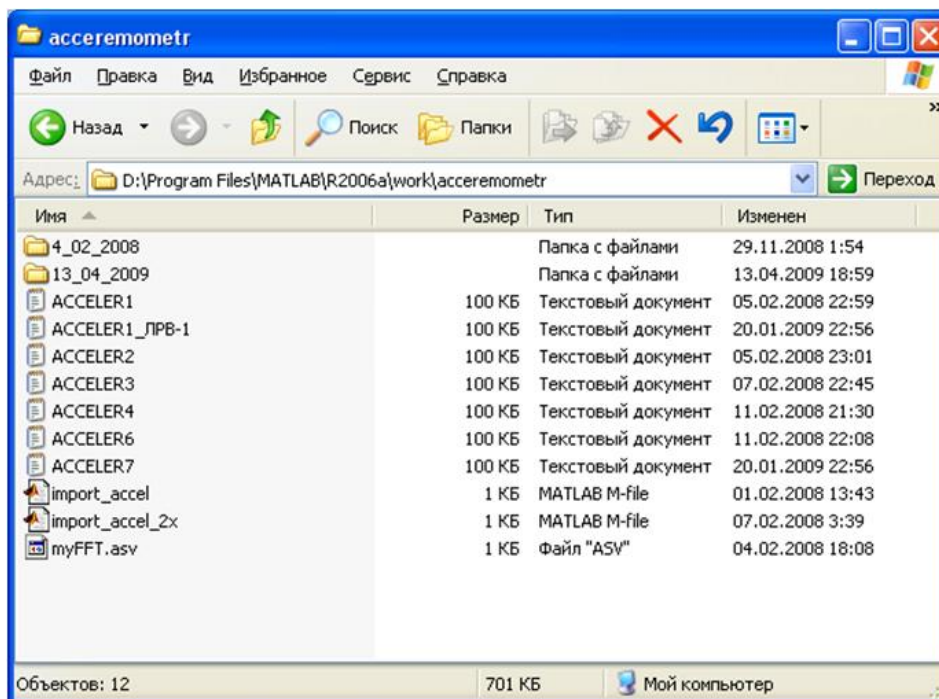 acceremometr
Файл Правка Вид Избранное Сервис Справка
Назад Поиск Папки »
Адрес: D:\Program Files\MATLAB\R2006a\work\acceremometr Переход
Имя Размер Тип Изменен
4_02_2008 Папка с файлами 29.11.2008 1:54
13_04_2009 Папка с файлами 13.04.2009 18:59
ACCELER1 100 КБ Текстовый документ 05.02.2008 22:59
ACCELER1_ЛРВ-1 100 КБ Текстовый документ 20.01.2009 22:56
ACCELER2 100 КБ Текстовый документ 05.02.2008 23:01
ACCELER3 100 КБ Текстовый документ 07.02.2008 22:45
ACCELER4 100 КБ Текстовый документ 11.02.2008 21:30
ACCELER6 100 КБ Текстовый документ 11.02.2008 22:08
ACCELER7 100 КБ Текстовый документ 20.01.2009 22:56
import_accel 1 КБ MATLAB M-file 01.02.2008 13:43
import_accel_2x 1 КБ MATLAB M-file 07.02.2008 3:39
myFFT.asv 1 КБ Файл "ASV" 04.02.2008 18:08
Объектов: 12 701 КБ Мой компьютер